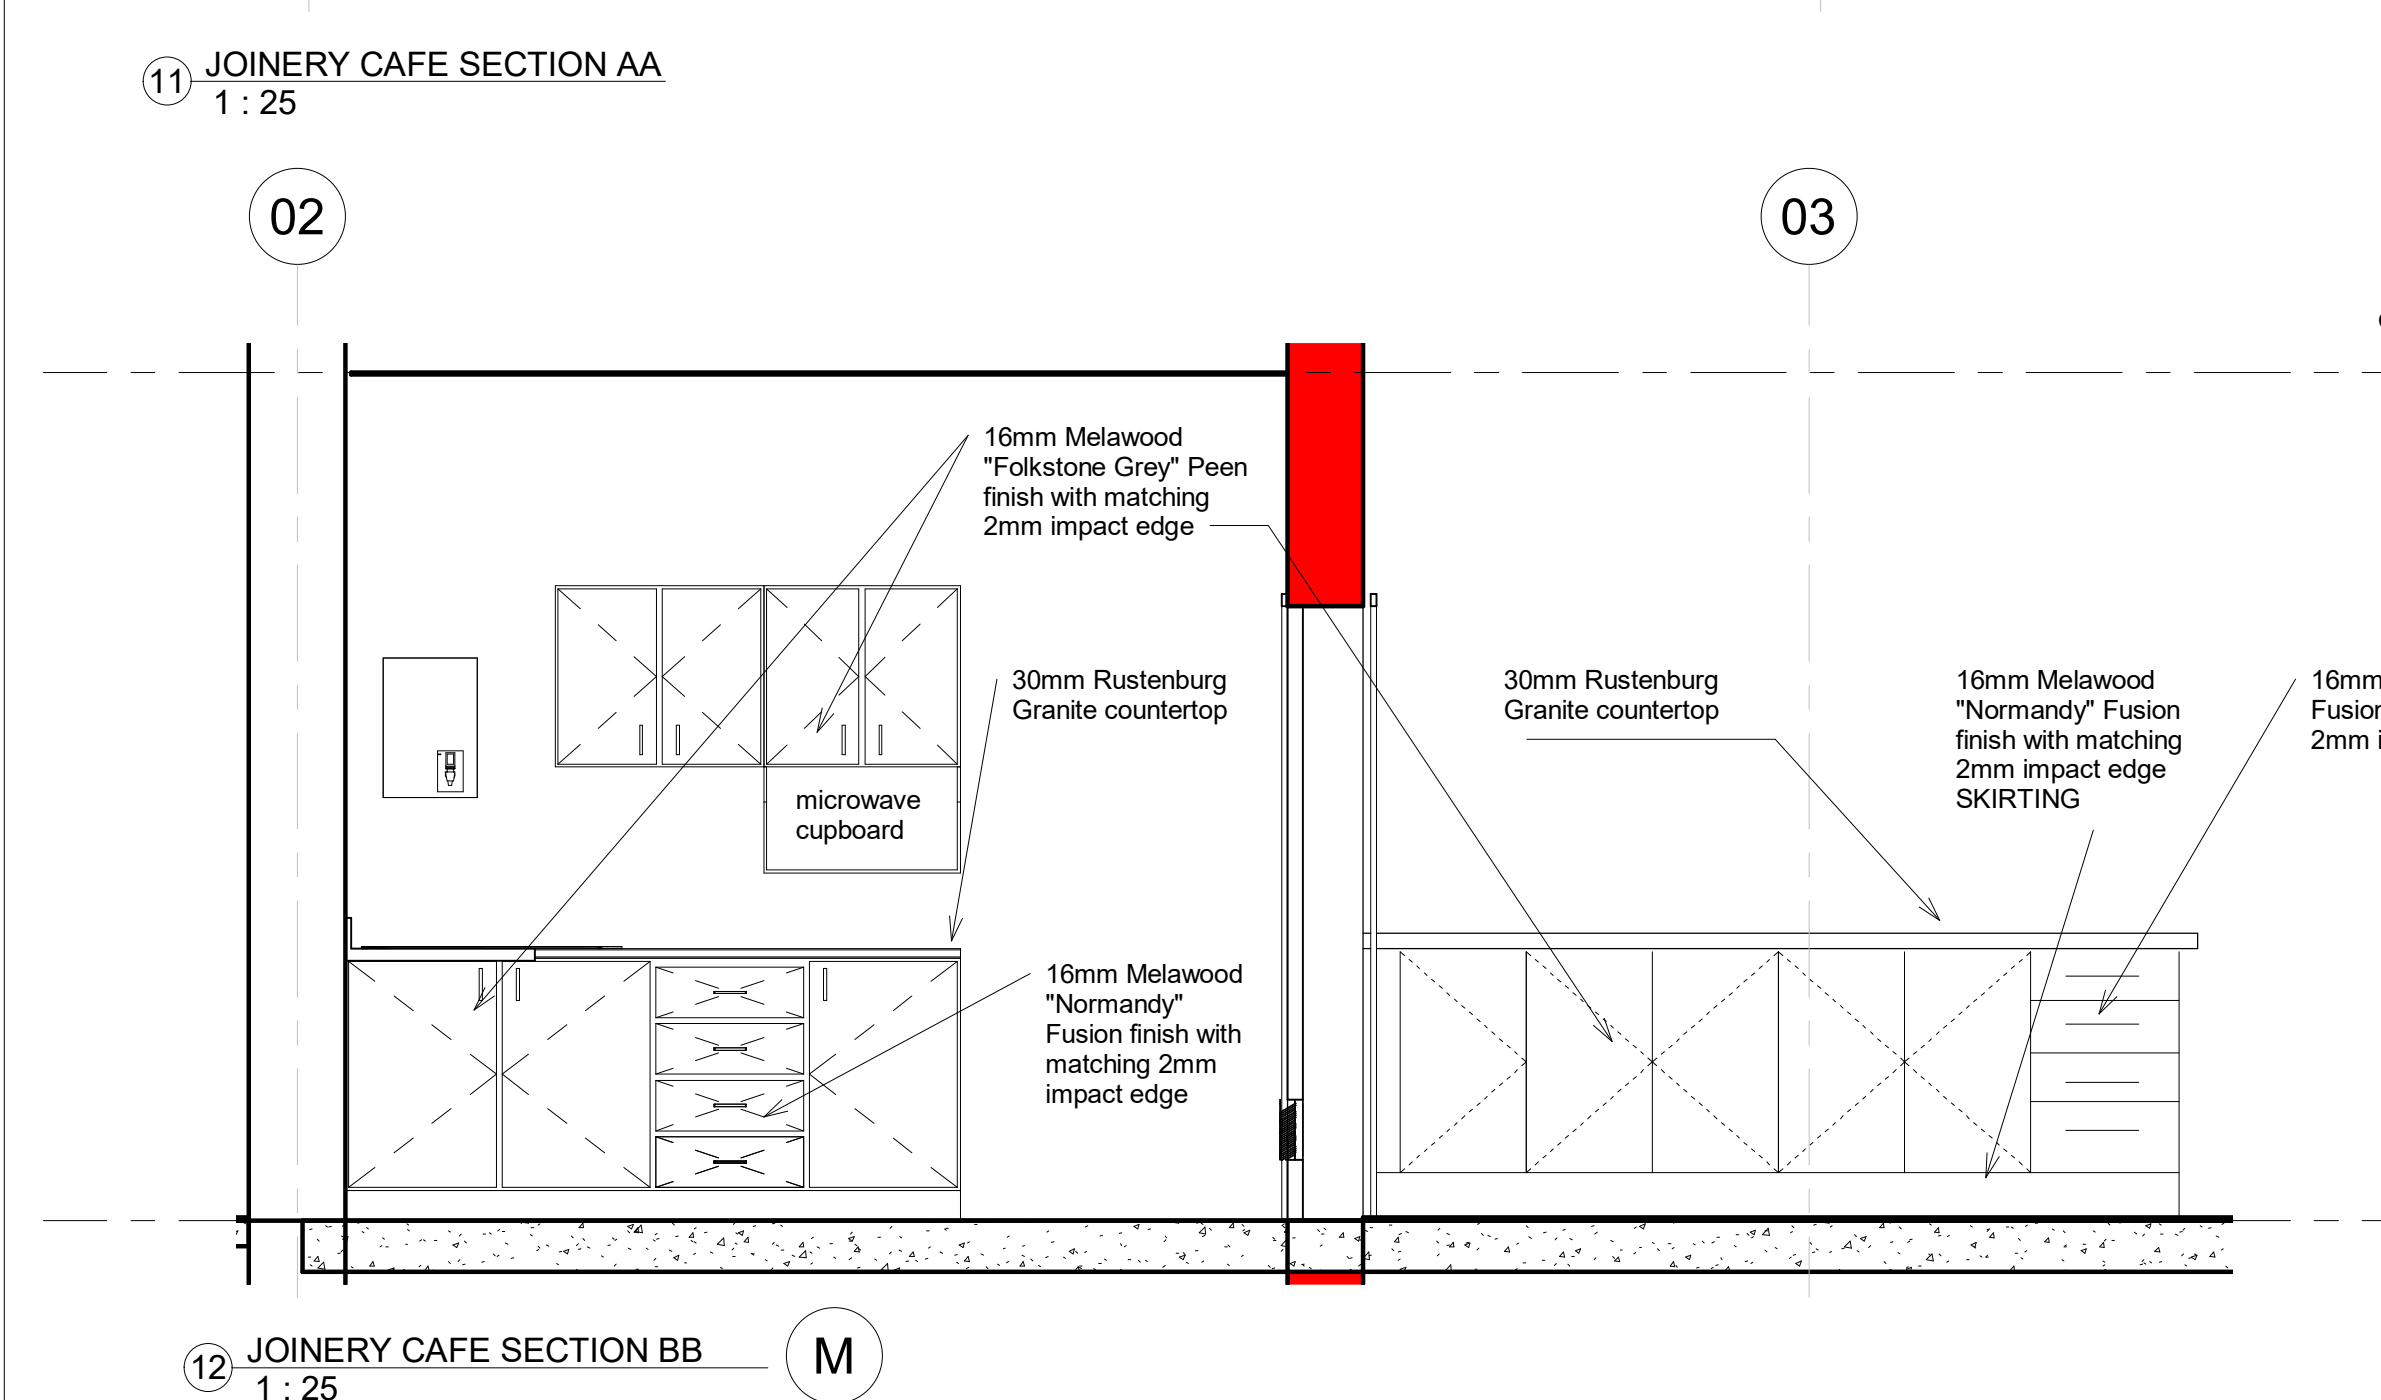 11
JOINERY CAFE SECTION AA
1 : 25
02
03
16mm Melawood
"Folkstone Grey" Peen
finish with matching
2mm impact edge
30mm Rustenburg
Granite countertop
30mm Rustenburg
Granite countertop
16mm Melawood
"Normandy" Fusion
finish with matching
2mm impact edge
SKIRTING
16mm
Fusion
2mm i
microwave
cupboard
16mm Melawood
"Normandy"
Fusion finish with
matching 2mm
impact edge
12
JOINERY CAFE SECTION BB
1 : 25
M